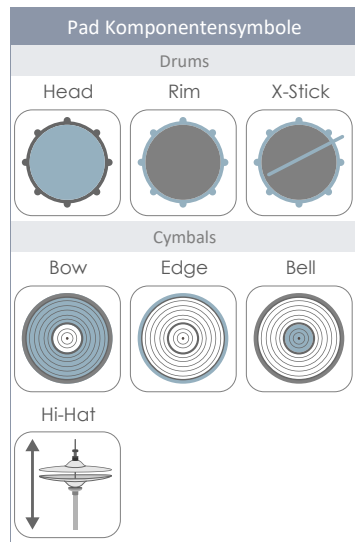 Pad Komponentensymbole
Drums
Head Rim X-Stick
Cymbals
Bow Edge Bell
Hi-Hat